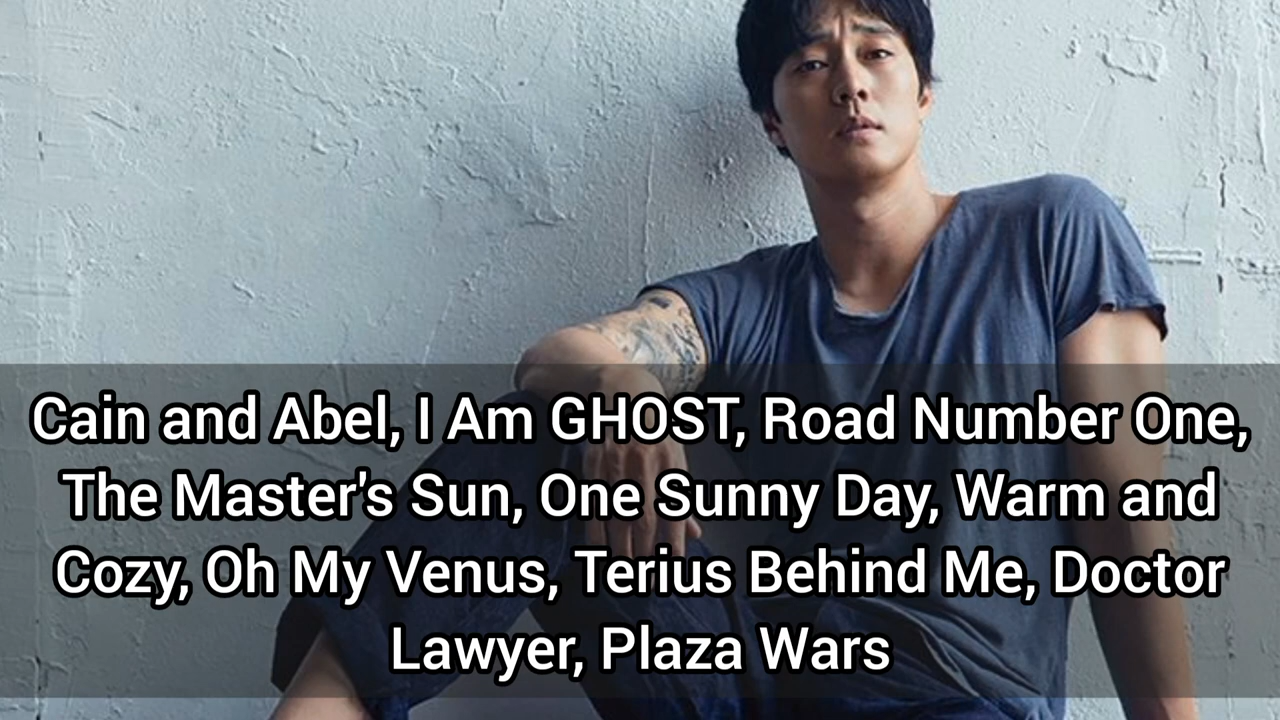 Cain and Abel, I Am GHOST, Road Number One,
The Master's Sun, One Sunny Day, Warm and
Cozy, Oh My Venus, Terius Behind Me, Doctor
Lawyer, Plaza Wars